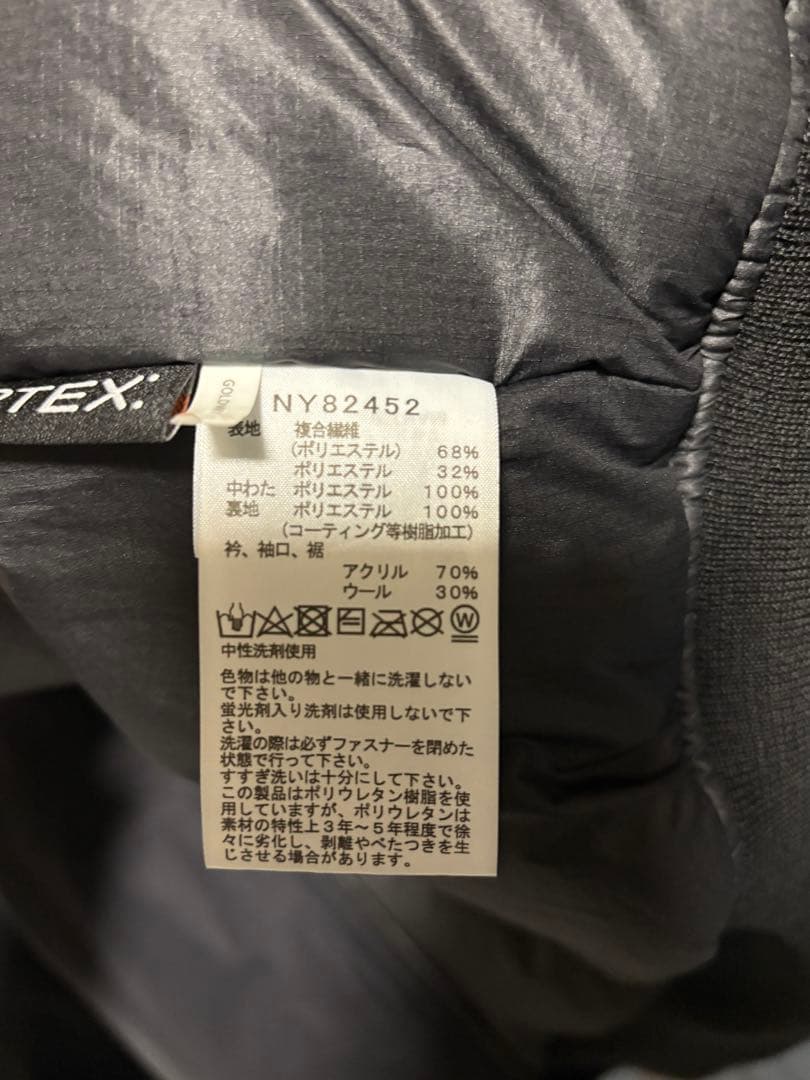 PTEX
GOLDW
NY82452
表地 複合繊維
(ポリエステル) 68%
ポリエステル 32%
中わた ポリエステル 100%
裏地 ポリエステル 100%
(コーティング等樹脂加工)
衿、袖口、裾
アクリル 70%
ウール 30%
W
中性洗剤使用
色物は他の物と一緒に洗濯しない
で下さい。
蛍光剤入り洗剤は使用しないで下
さい。
洗濯の際は必ずファスナーを閉めた
状態で行って下さい。
すすぎ洗いは十分にして下さい。
この製品はポリウレタン樹脂を使
用していますが、ポリウレタンは
素材の特性上3年~5年程度で徐
々に劣化し、剥離やべたつきを生
じさせる場合があります。